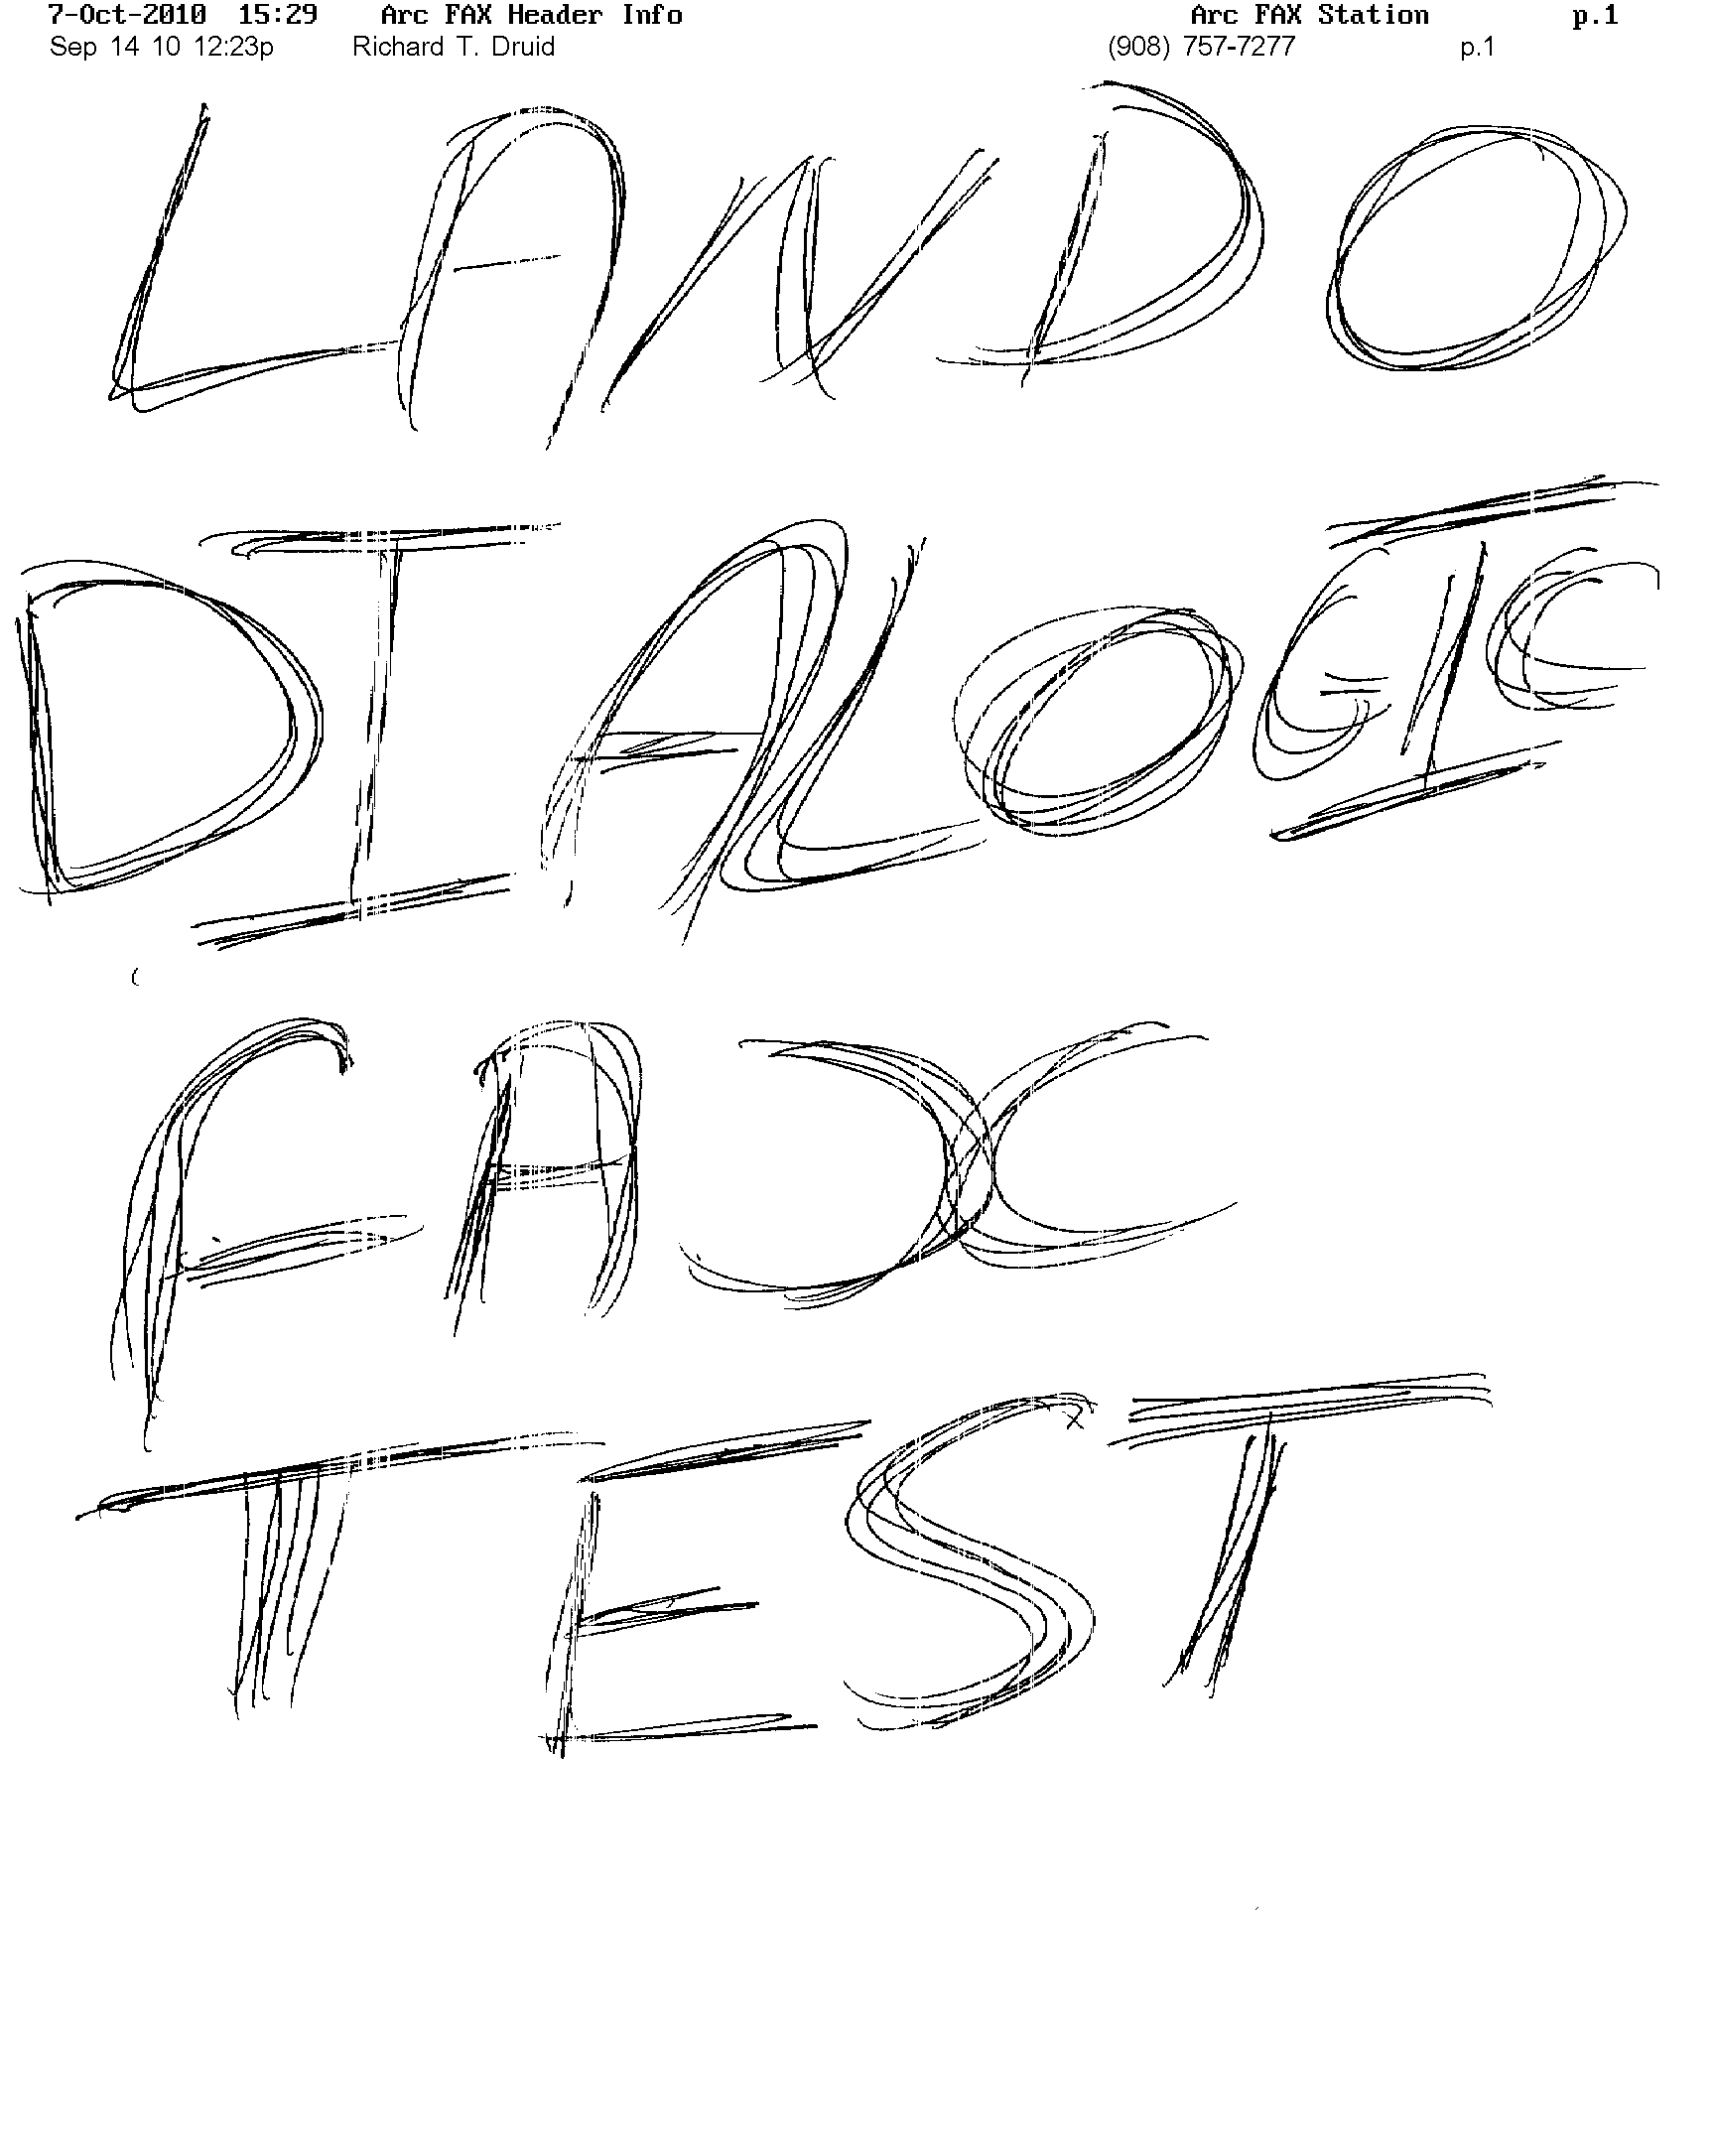 7-Oct-2010 15:29 Arc FAX Header Info Arc FAX Station p.1
Sep 14 10 12:23p Richard T. Druid (908) 757-7277 p.1
LANDO
DIALOGIC
FAX
TEST